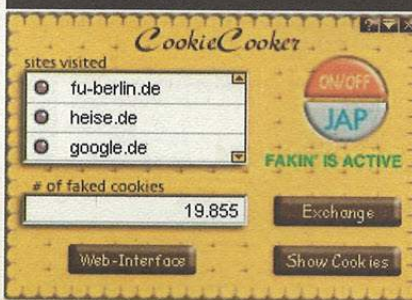 CookieCooker
sites visited
fu-berlin.de
heise.de
google.de
ON/OFF
JAP
FAKIN' IS ACTIVE
# of faked cookies
19.855
Exchange
Web-Interface
Show Cookies